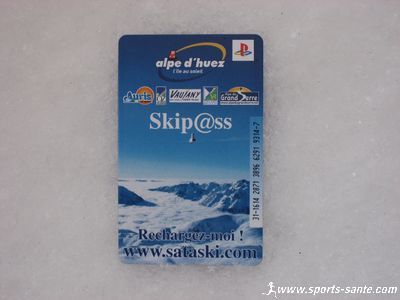 alpe d'huez
l'île au soleil
Auris
VAUJANY
Grand Serre
Skip@ss
31-1614 2871 3896 6291 9314-7
Rechargez-moi !
www.sataski.com
www.sports-sante.com